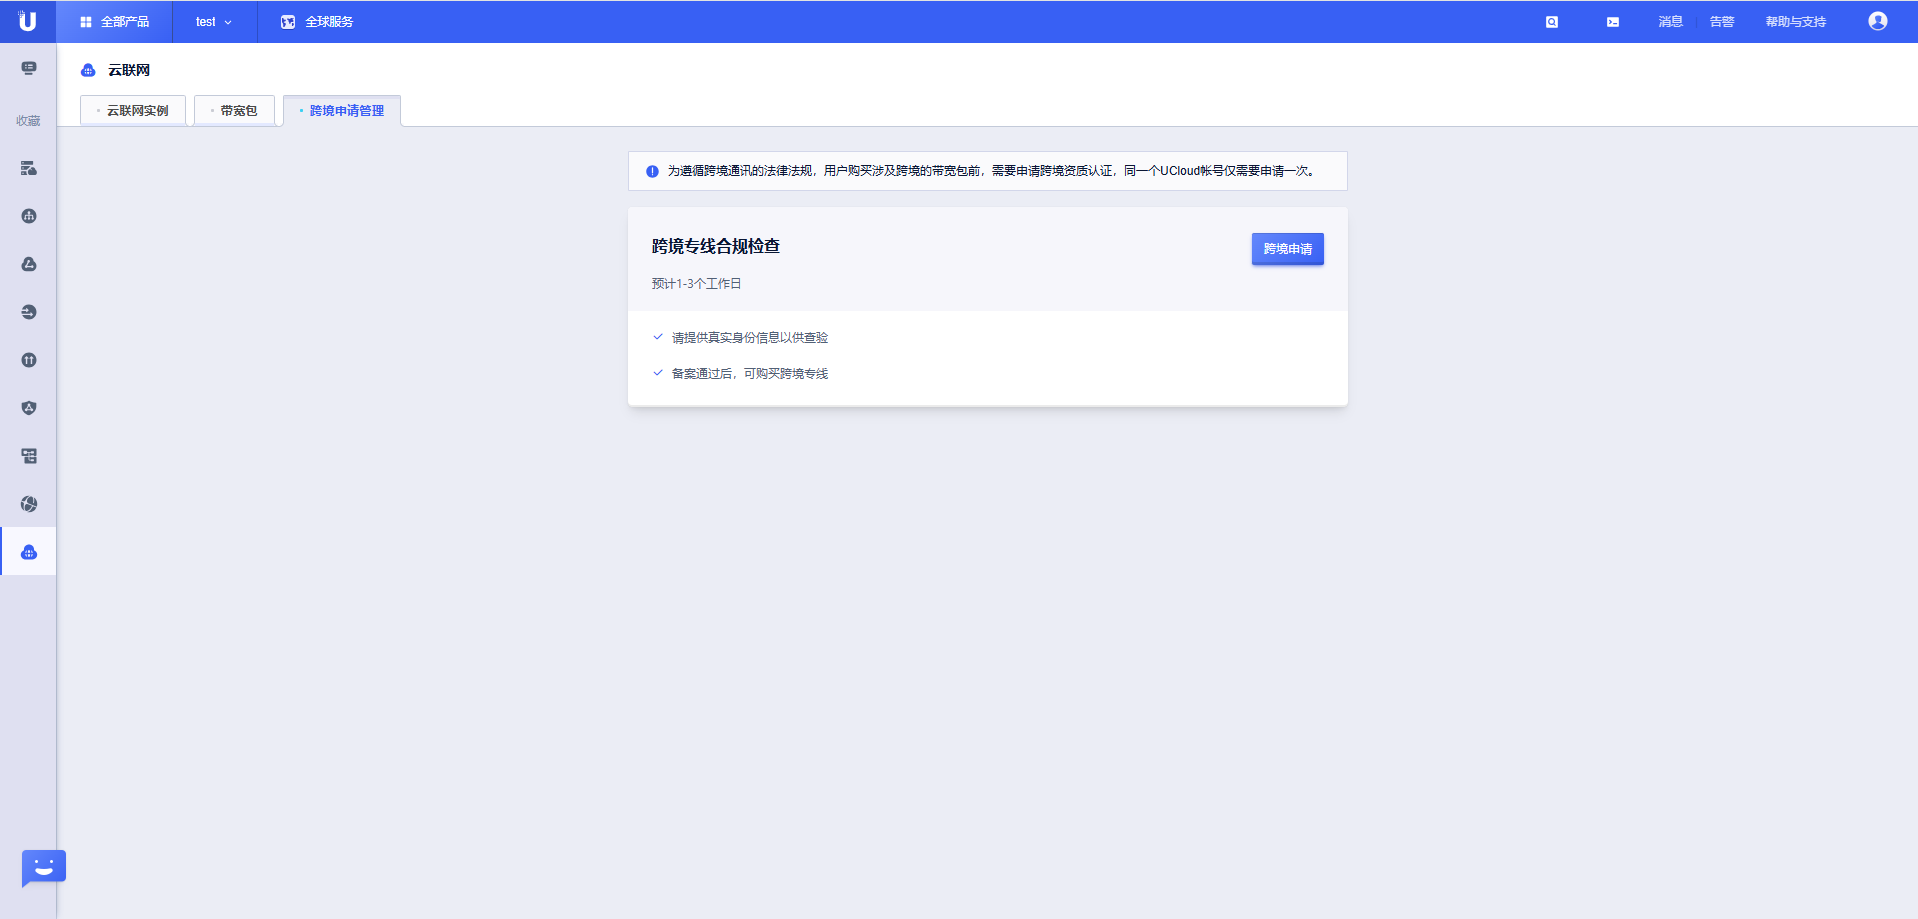 U 全部产品 test 全球服务 消息 告警 帮助与支持
云联网
收藏
云联网实例 带宽包 跨境申请管理
为遵循跨境通讯的法律法规，用户购买涉及跨境的带宽包前，需要申请跨境资质认证，同一个UCloud帐号仅需要申请一次。
跨境专线合规检查
跨境申请
预计1-3个工作日
请提供真实身份信息以供查验
备案通过后，可购买跨境专线